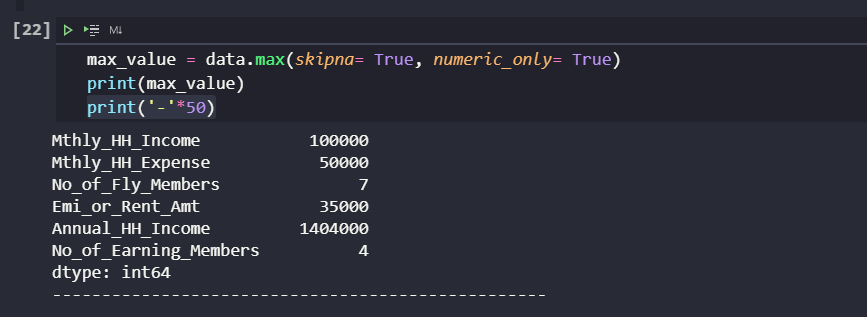 [22] M↓
max_value = data.max(skipna= True, numeric_only= True)
print(max_value)
print('-'*50)
Mthly_HH_Income 100000
Mthly_HH_Expense 50000
No_of_Fly_Members 7
Emi_or_Rent_Amt 35000
Annual_HH_Income 1404000
No_of_Earning_Members 4
dtype: int64
--------------------------------------------------